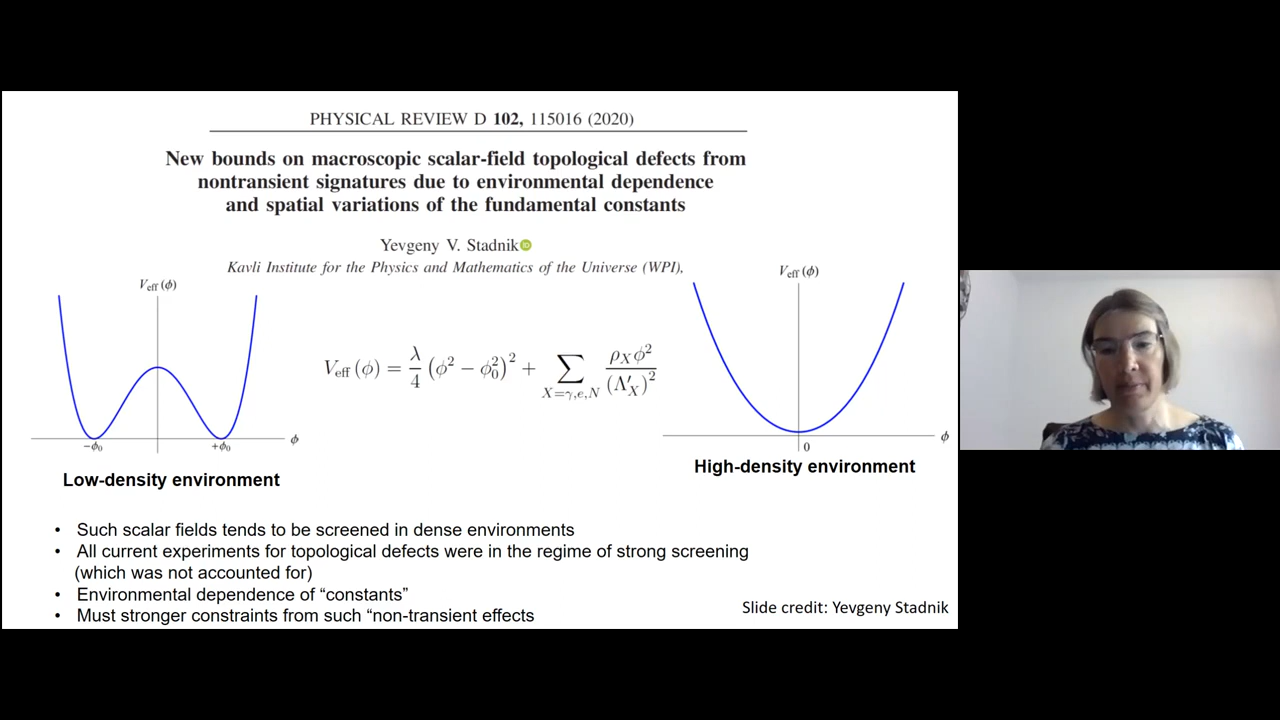 PHYSICAL REVIEW D 102, 115016 (2020)
New bounds on macroscopic scalar-field topological defects from
nontransient signatures due to environmental dependence
and spatial variations of the fundamental constants
Yevgeny V. Stadnik
Kavli Institute for the Physics and Mathematics of the Universe (WPI),
V_eff(ϕ)
−ϕ₀ +ϕ₀ ϕ
Low-density environment
V_eff (ϕ) = λ/4 (ϕ² − ϕ₀²)² + ∑_{X=γ,e,N} ρ_Xϕ²/(Λ′_X)²
V_eff(ϕ)
0 ϕ
High-density environment
• Such scalar fields tends to be screened in dense environments
• All current experiments for topological defects were in the regime of strong screening
(which was not accounted for)
• Environmental dependence of “constants”
• Must stronger constraints from such “non-transient effects
Slide credit: Yevgeny Stadnik